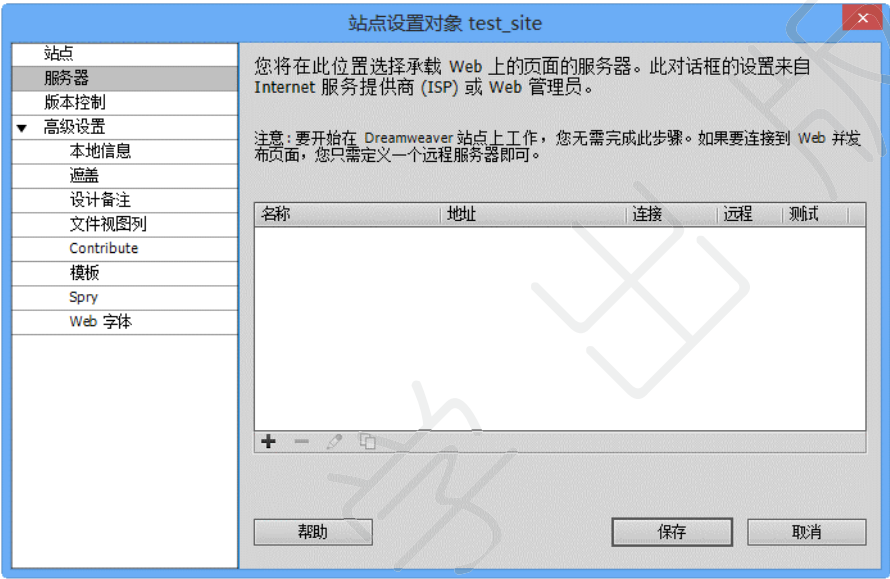 站点设置对象 test_site
站点
服务器
版本控制
高级设置
本地信息
遮盖
设计备注
文件视图列
Contribute
模板
Spry
Web 字体
您将在此位置选择承载 Web 上的页面的服务器。此对话框的设置来自
Internet 服务提供商 (ISP) 或 Web 管理员。
注意:要开始在 Dreamweaver 站点上工作，您无需完成此步骤。如果要连接到 Web 并发
布页面，您只需定义一个远程服务器即可。
名称 地址 连接 远程 测试
帮助 保存 取消